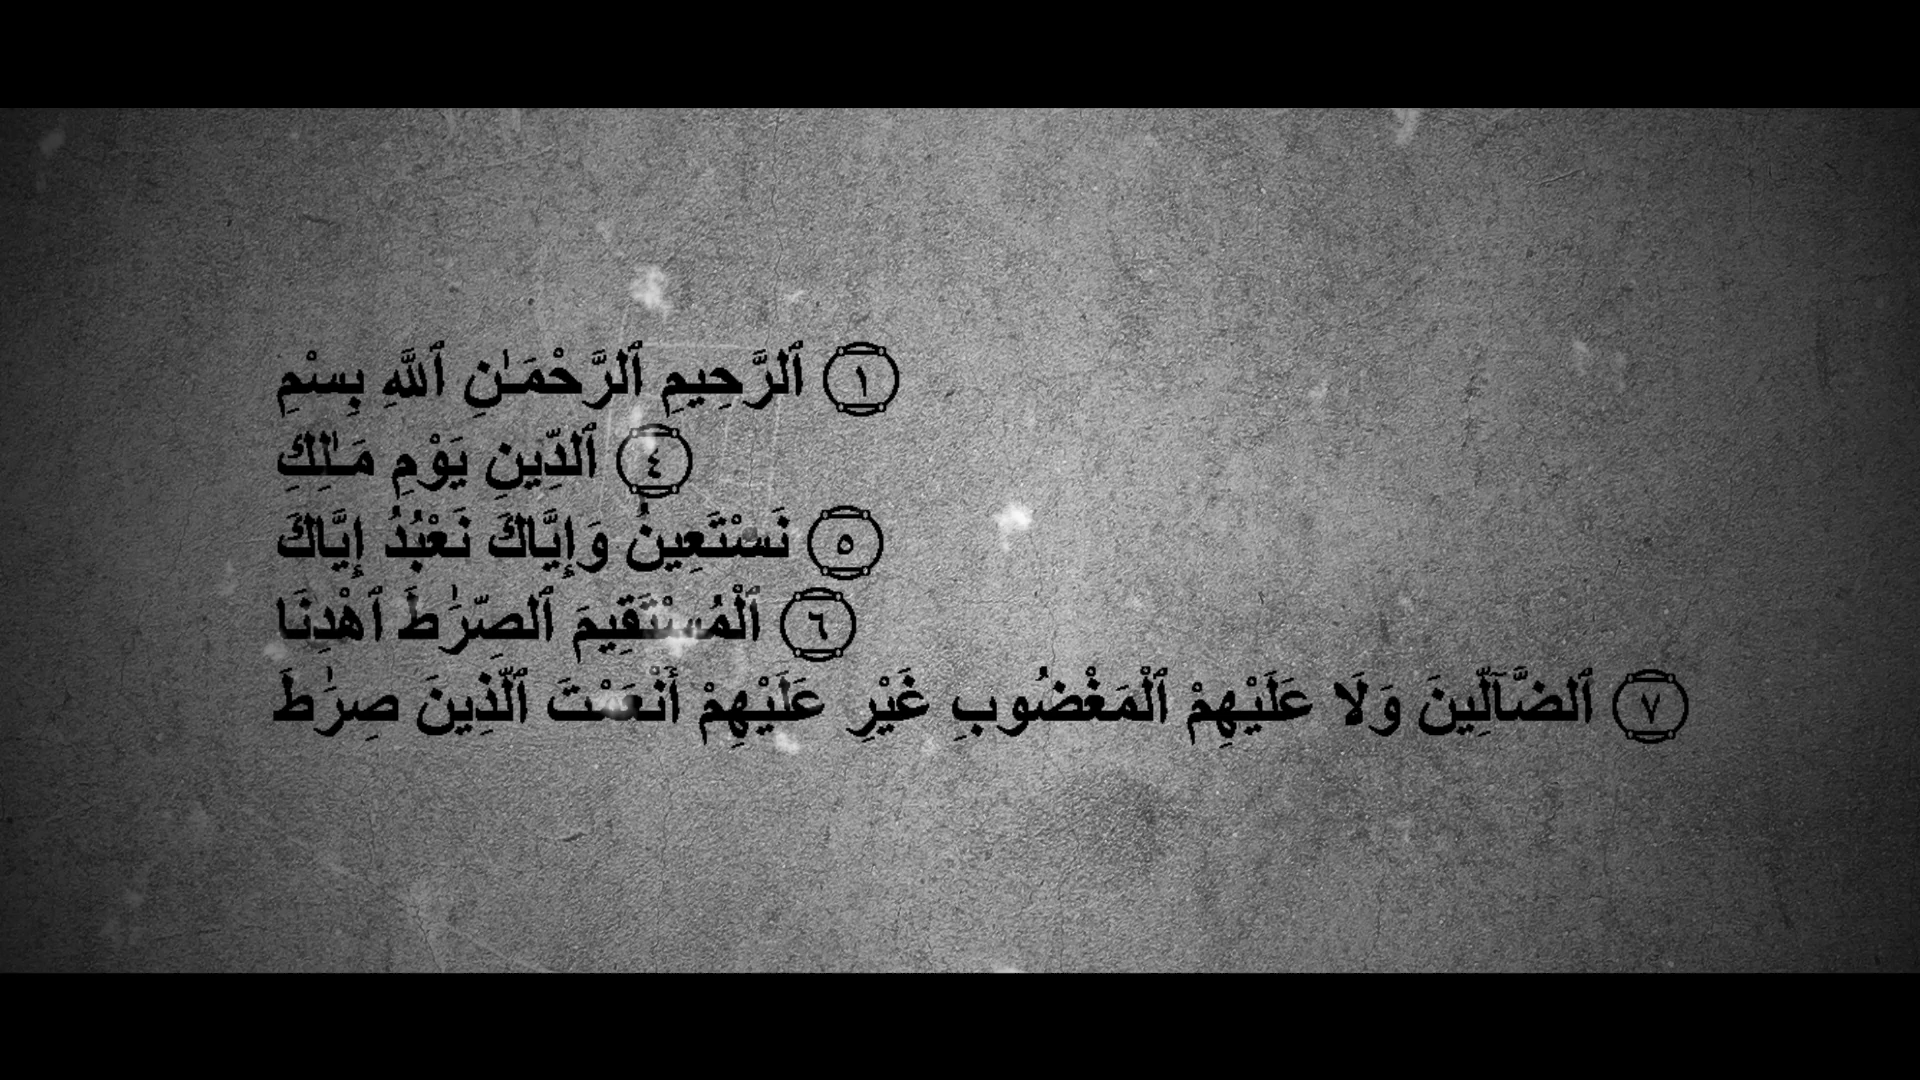 بِسْمِ ٱللَّهِ ٱلرَّحْمَـٰنِ ٱلرَّحِيمِ ١
مَـٰلِكِ يَوْمِ ٱلدِّينِ ٤
إِيَّاكَ نَعْبُدُ وَإِيَّاكَ نَسْتَعِينُ ٥
ٱهْدِنَا ٱلصِّرَٰطَ ٱلْمُسْتَقِيمَ ٦
صِرَٰطَ ٱلَّذِينَ أَنْعَمْتَ عَلَيْهِمْ غَيْرِ ٱلْمَغْضُوبِ عَلَيْهِمْ وَلَا ٱلضَّآلِّينَ ٧